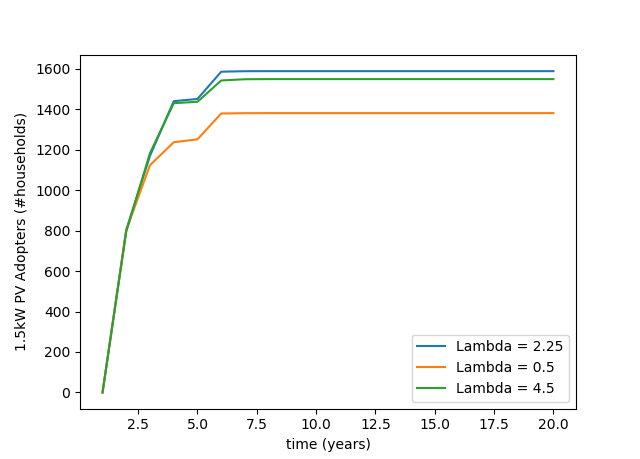 1600
1400
1200
1000
800
600
400
200
0
1.5kW PV Adopters (#households)
Lambda = 2.25
Lambda = 0.5
Lambda = 4.5
2.5 5.0 7.5 10.0 12.5 15.0 17.5 20.0
time (years)